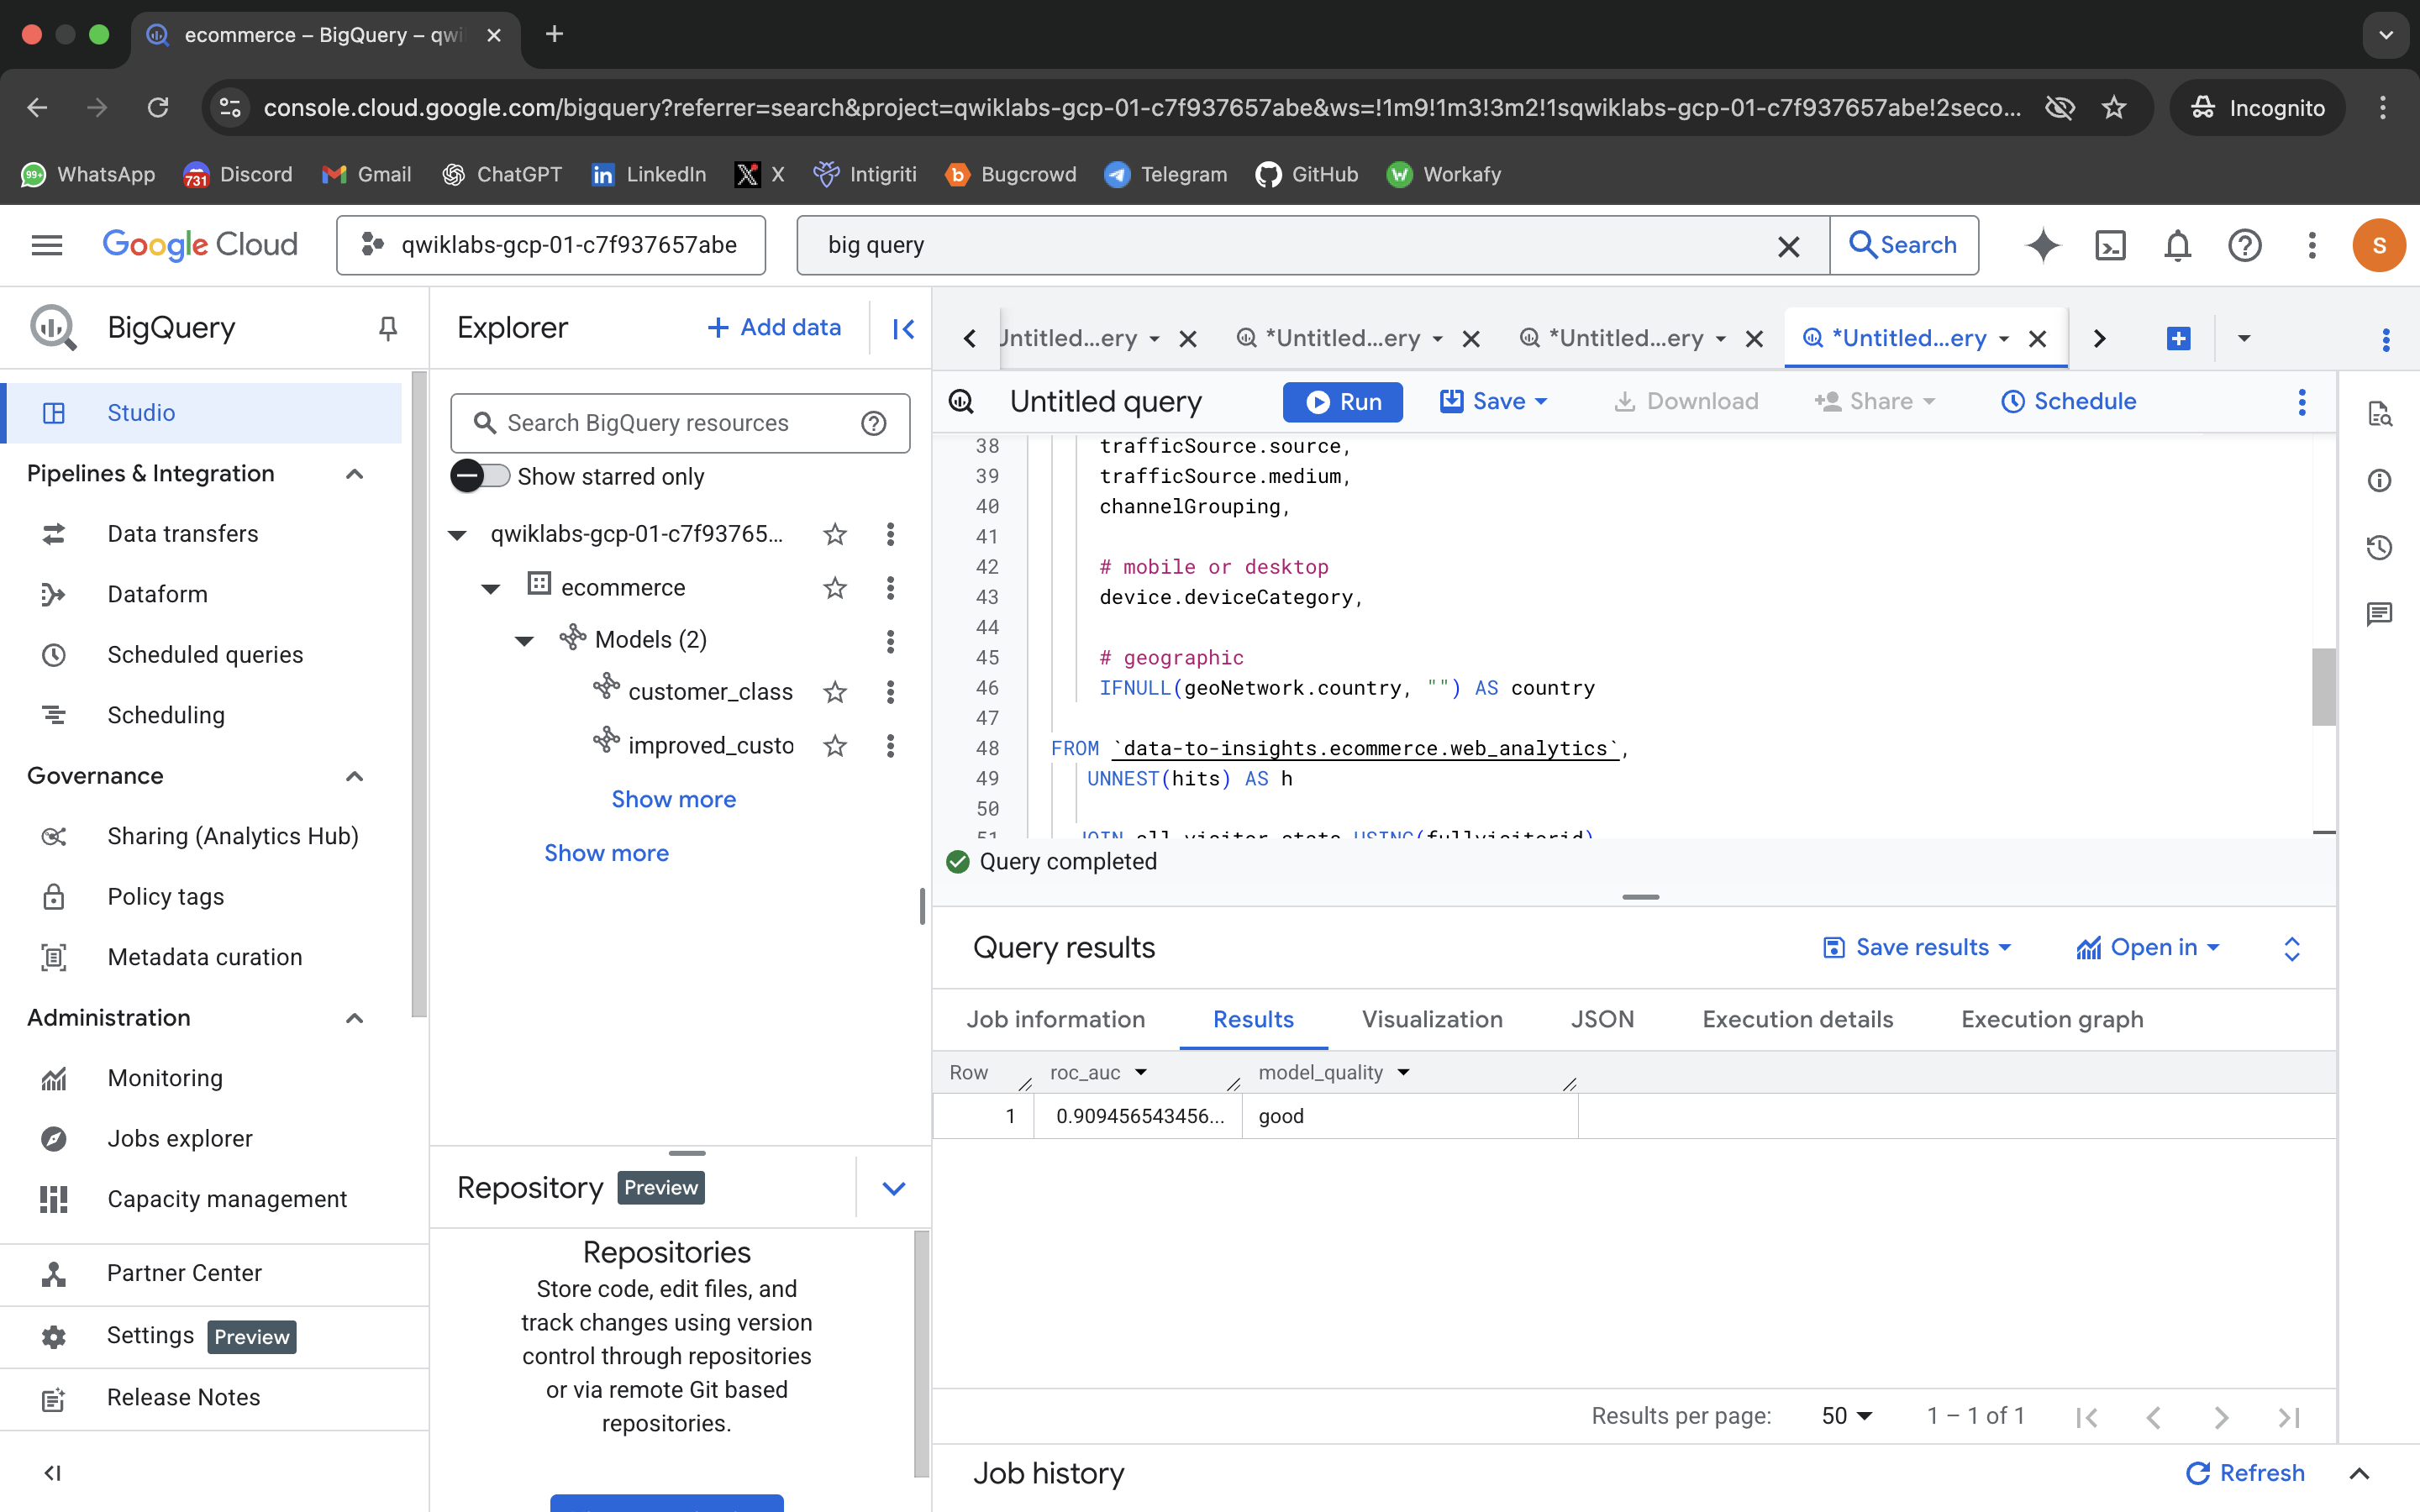 ecommerce – BigQuery – qwi
console.cloud.google.com/bigquery?referrer=search&project=qwiklabs-gcp-01-c7f937657abe&ws=!1m9!1m3!3m2!1sqwiklabs-gcp-01-c7f937657abe!2seco...
Incognito
99+ WhatsApp
731 Discord
Gmail
ChatGPT
LinkedIn
X
Intigriti
Bugcrowd
Telegram
GitHub
Workafy
Google Cloud
qwiklabs-gcp-01-c7f937657abe
big query
Search
S
BigQuery
Studio
Pipelines & Integration
Data transfers
Dataform
Scheduled queries
Scheduling
Governance
Sharing (Analytics Hub)
Policy tags
Metadata curation
Administration
Monitoring
Jobs explorer
Capacity management
Partner Center
Settings Preview
Release Notes
Explorer
Add data
Search BigQuery resources
Show starred only
qwiklabs-gcp-01-c7f93765...
ecommerce
Models (2)
customer_class
improved_custo
Show more
Show more
Repository Preview
Repositories
Store code, edit files, and
track changes using version
control through repositories
or via remote Git based
repositories.
Untitled...ery
*Untitled...ery
*Untitled...ery
*Untitled...ery
Untitled query
Run
Save
Download
Share
Schedule
38 trafficSource.source,
39 trafficSource.medium,
40 channelGrouping,
41
42 # mobile or desktop
43 device.deviceCategory,
44
45 # geographic
46 IFNULL(geoNetwork.country, "") AS country
47
48 FROM `data-to-insights.ecommerce.web_analytics`,
49 UNNEST(hits) AS h
50
51 JOIN all_visitor_stats USING(fullvisitorid)
Query completed
Query results
Save results
Open in
Job information
Results
Visualization
JSON
Execution details
Execution graph
Row roc_auc model_quality
1 0.909456543456... good
Results per page: 50 1 – 1 of 1
Job history
Refresh